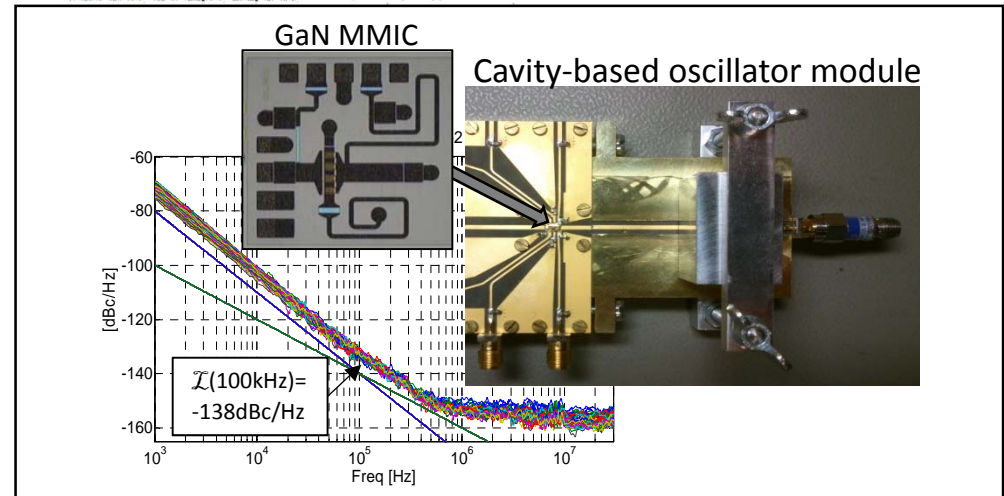 GaN MMIC
Cavity-based oscillator module
2
-60
-80
-100
-120
-140
-160
[dBc/Hz]
ℒ(100kHz)=
-138dBc/Hz
10³ 10⁴ 10⁵ 10⁶ 10⁷
Freq [Hz]